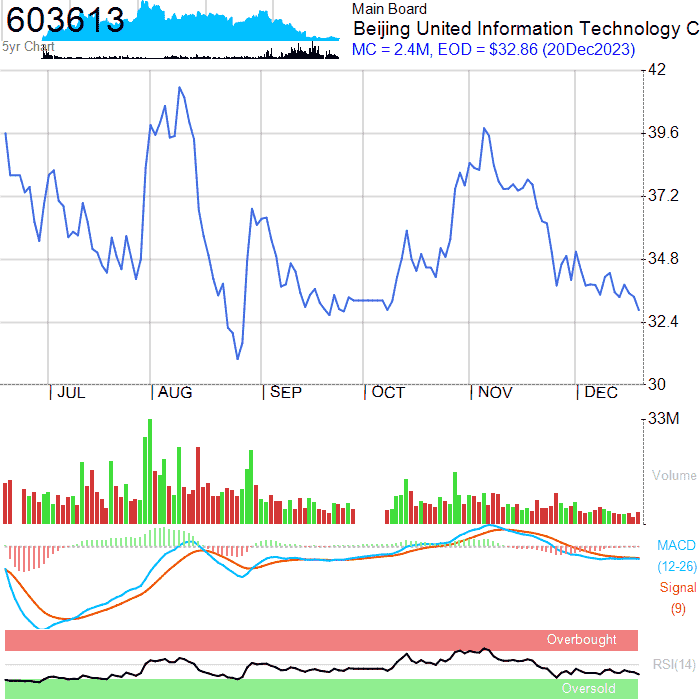 603613
5yr Chart
Main Board
Beijing United Information Technology C
MC = 2.4M, EOD = $32.86 (20Dec2023)
42
39.6
37.2
34.8
32.4
30
JUL AUG SEP OCT NOV DEC
33M
Volume
MACD
(12-26)
Signal
(9)
Overbought
RSI(14)
Oversold